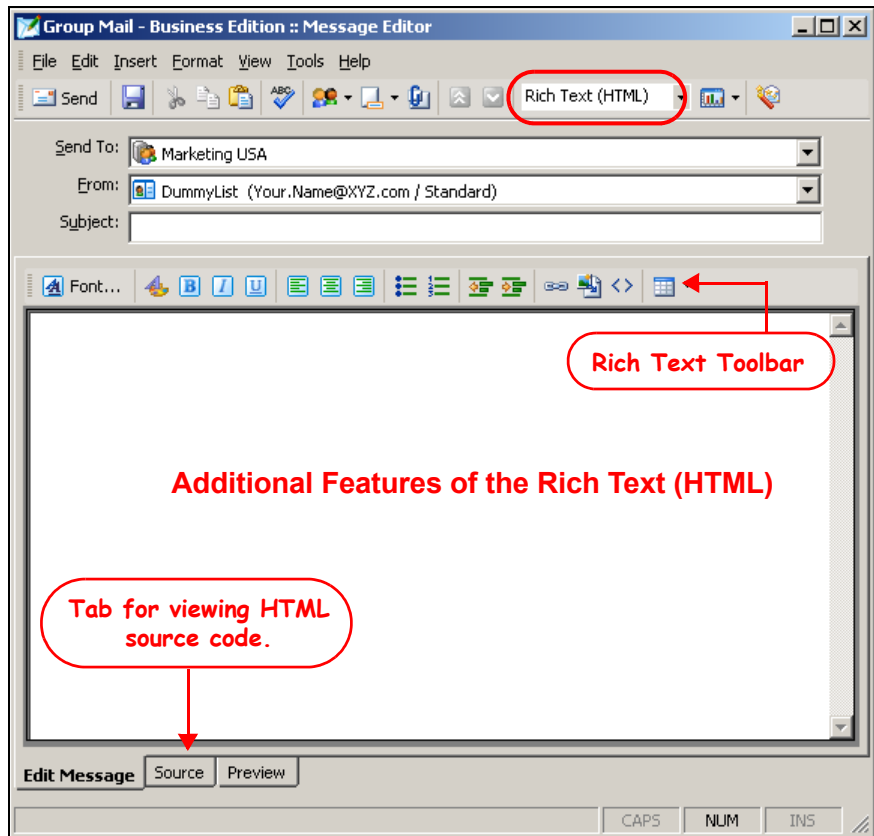 Group Mail - Business Edition :: Message Editor
File Edit Insert Format View Tools Help
Send ABC Rich Text (HTML)
Send To: Marketing USA
From: DummyList (Your.Name@XYZ.com / Standard)
Subject:
A Font... B I U
Rich Text Toolbar
Additional Features of the Rich Text (HTML)
Tab for viewing HTML
source code.
Edit Message Source Preview
CAPS NUM INS